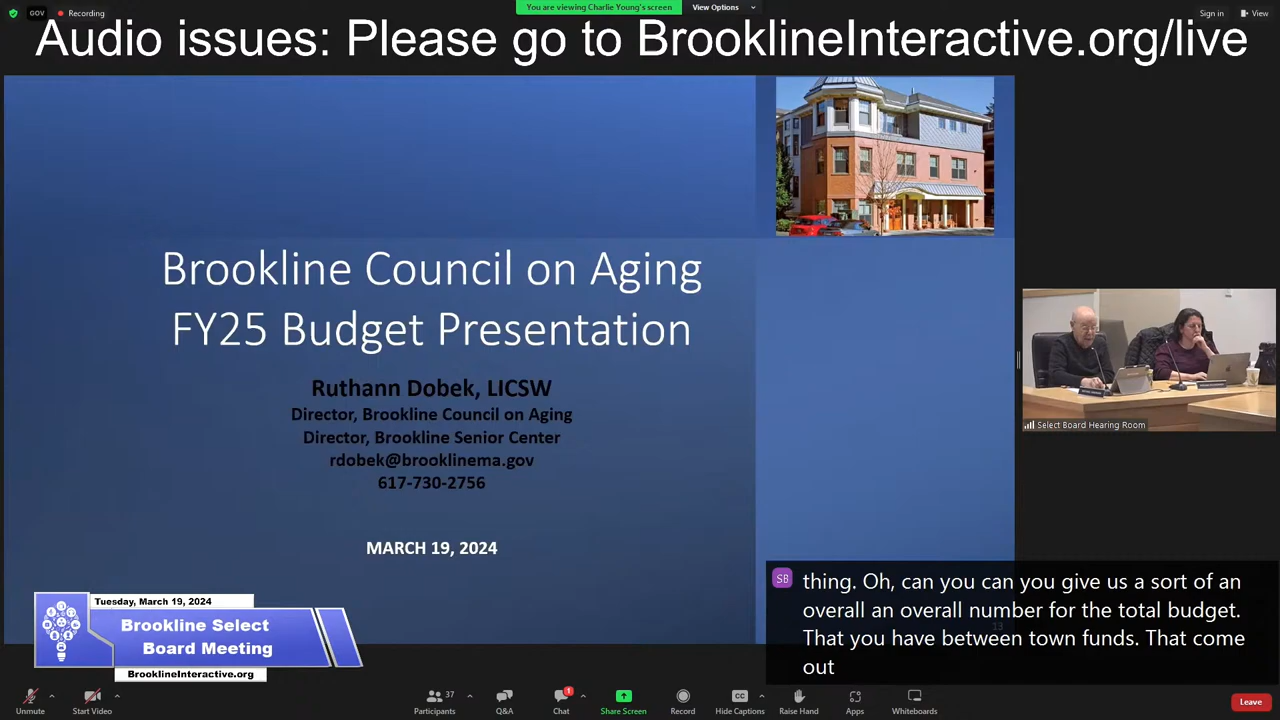 GOV
Recording
You are viewing Charlie Young's screen
View Options
Sign in
View
Audio issues: Please go to BrooklineInteractive.org/live
Brookline Council on Aging
FY25 Budget Presentation
Ruthann Dobek, LICSW
Director, Brookline Council on Aging
Director, Brookline Senior Center
rdobek@brooklinema.gov
617-730-2756
MARCH 19, 2024
Select Board Hearing Room
13
SB
thing. Oh, can you can you give us a sort of an
overall an overall number for the total budget.
That you have between town funds. That come
out
Tuesday, March 19, 2024
Brookline Select
Board Meeting
BrooklineInteractive.org
Unmute
Start Video
Participants
37
Q&A
Chat
1
Share Screen
Record
CC
Hide Captions
Raise Hand
Apps
Whiteboards
Leave